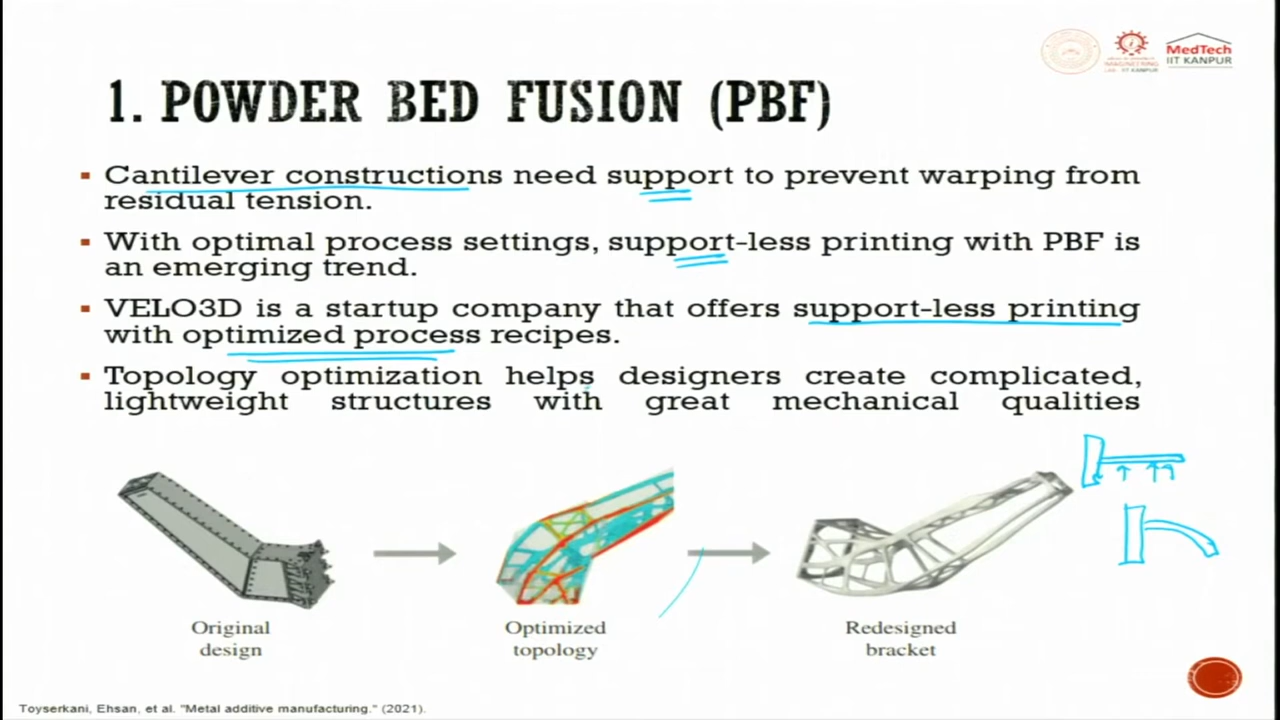 MedTech
IIT KANPUR
1. POWDER BED FUSION (PBF)
Cantilever constructions need support to prevent warping from
residual tension.
With optimal process settings, support-less printing with PBF is
an emerging trend.
VELO3D is a startup company that offers support-less printing
with optimized process recipes.
Topology optimization helps designers create complicated,
lightweight structures with great mechanical qualities
Original
design
Optimized
topology
Redesigned
bracket
Toyserkani, Ehsan, et al. "Metal additive manufacturing." (2021).